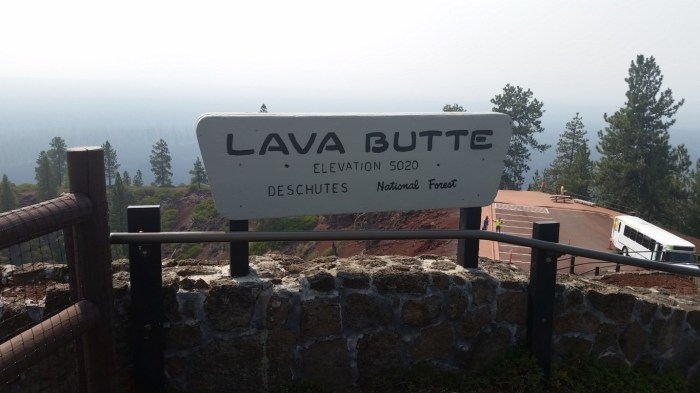 LAVA BUTTE
ELEVATION 5020
DESCHUTES National Forest